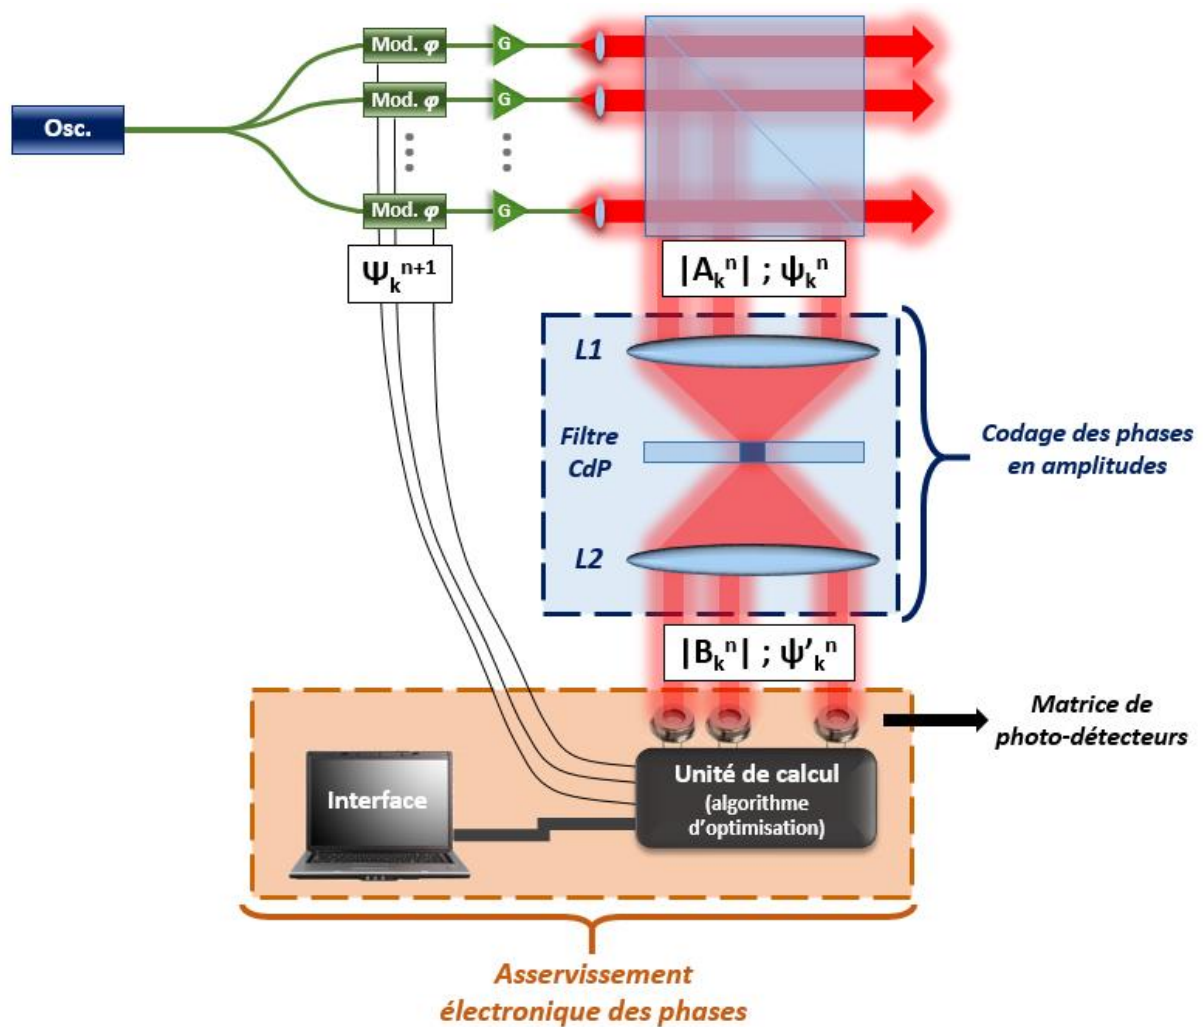 Mod. φ
G
Osc.
Mod. φ
G
Mod. φ
G
Ψₖⁿ⁺¹
|Aₖⁿ| ; ψₖⁿ
L1
Filtre
CdP
Codage des phases
en amplitudes
L2
|Bₖⁿ| ; ψ'ₖⁿ
Matrice de
photo-détecteurs
Interface
Unité de calcul
(algorithme
d'optimisation)
Asservissement
électronique des phases